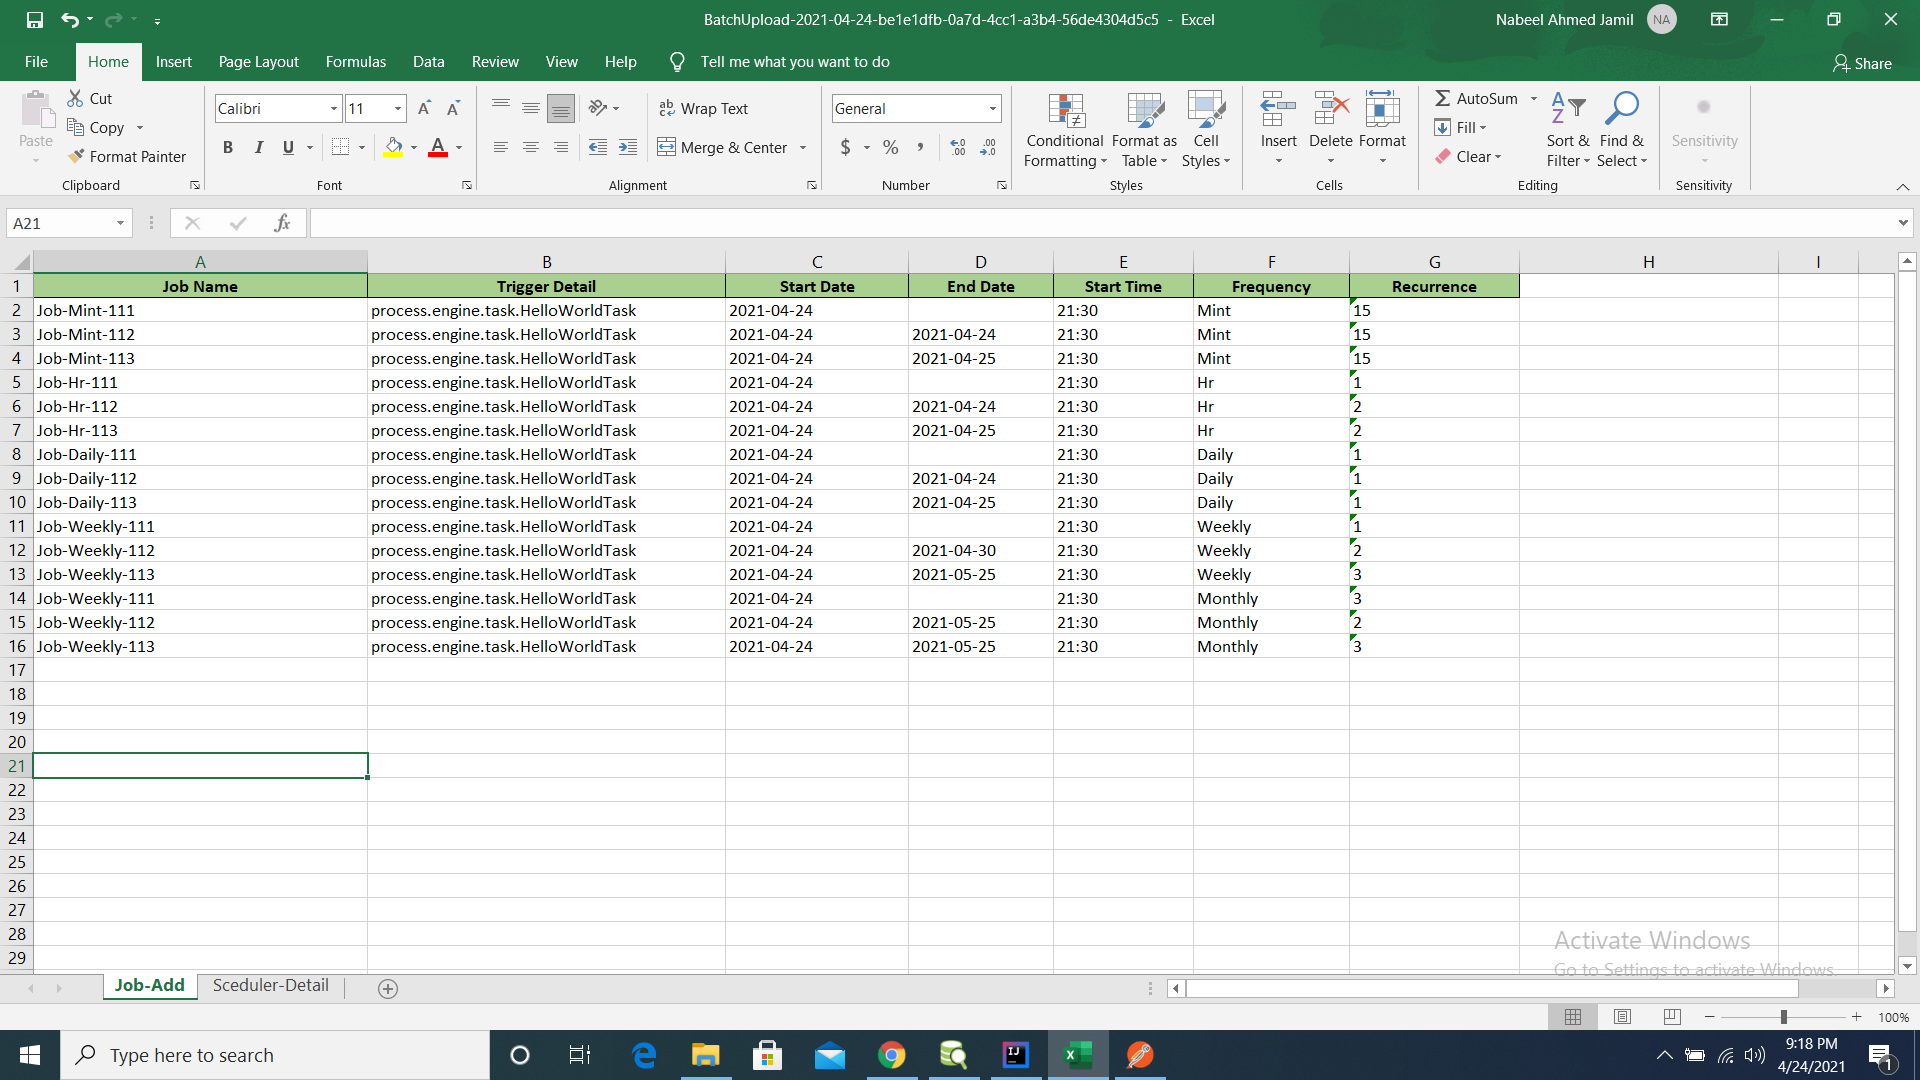 BatchUpload-2021-04-24-be1e1dfb-0a7d-4cc1-a3b4-56de4304d5c5 - Excel
Nabeel Ahmed Jamil NA
File Home Insert Page Layout Formulas Data Review View Help Tell me what you want to do Share
Paste
Cut
Copy
Format Painter
Clipboard
Calibri 11
B I U
Font
Wrap Text
Merge & Center
Alignment
General
$ % ,
Number
Conditional Formatting
Format as Table
Cell Styles
Styles
Insert Delete Format
Cells
AutoSum
Fill
Clear
Sort & Filter
Find & Select
Editing
Sensitivity
Sensitivity
A21 fx
A B C D E F G H I
1 Job Name Trigger Detail Start Date End Date Start Time Frequency Recurrence
2 Job-Mint-111 process.engine.task.HelloWorldTask 2021-04-24 21:30 Mint 15
3 Job-Mint-112 process.engine.task.HelloWorldTask 2021-04-24 2021-04-24 21:30 Mint 15
4 Job-Mint-113 process.engine.task.HelloWorldTask 2021-04-24 2021-04-25 21:30 Mint 15
5 Job-Hr-111 process.engine.task.HelloWorldTask 2021-04-24 21:30 Hr 1
6 Job-Hr-112 process.engine.task.HelloWorldTask 2021-04-24 2021-04-24 21:30 Hr 2
7 Job-Hr-113 process.engine.task.HelloWorldTask 2021-04-24 2021-04-25 21:30 Hr 2
8 Job-Daily-111 process.engine.task.HelloWorldTask 2021-04-24 21:30 Daily 1
9 Job-Daily-112 process.engine.task.HelloWorldTask 2021-04-24 2021-04-24 21:30 Daily 1
10 Job-Daily-113 process.engine.task.HelloWorldTask 2021-04-24 2021-04-25 21:30 Daily 1
11 Job-Weekly-111 process.engine.task.HelloWorldTask 2021-04-24 21:30 Weekly 1
12 Job-Weekly-112 process.engine.task.HelloWorldTask 2021-04-24 2021-04-30 21:30 Weekly 2
13 Job-Weekly-113 process.engine.task.HelloWorldTask 2021-04-24 2021-05-25 21:30 Weekly 3
14 Job-Weekly-111 process.engine.task.HelloWorldTask 2021-04-24 21:30 Monthly 3
15 Job-Weekly-112 process.engine.task.HelloWorldTask 2021-04-24 2021-05-25 21:30 Monthly 2
16 Job-Weekly-113 process.engine.task.HelloWorldTask 2021-04-24 2021-05-25 21:30 Monthly 3
17
18
19
20
21
22
23
24
25
26
27
28
29
Activate Windows
Go to Settings to activate Windows.
Job-Add Sceduler-Detail
100%
Type here to search
9:18 PM
4/24/2021
1